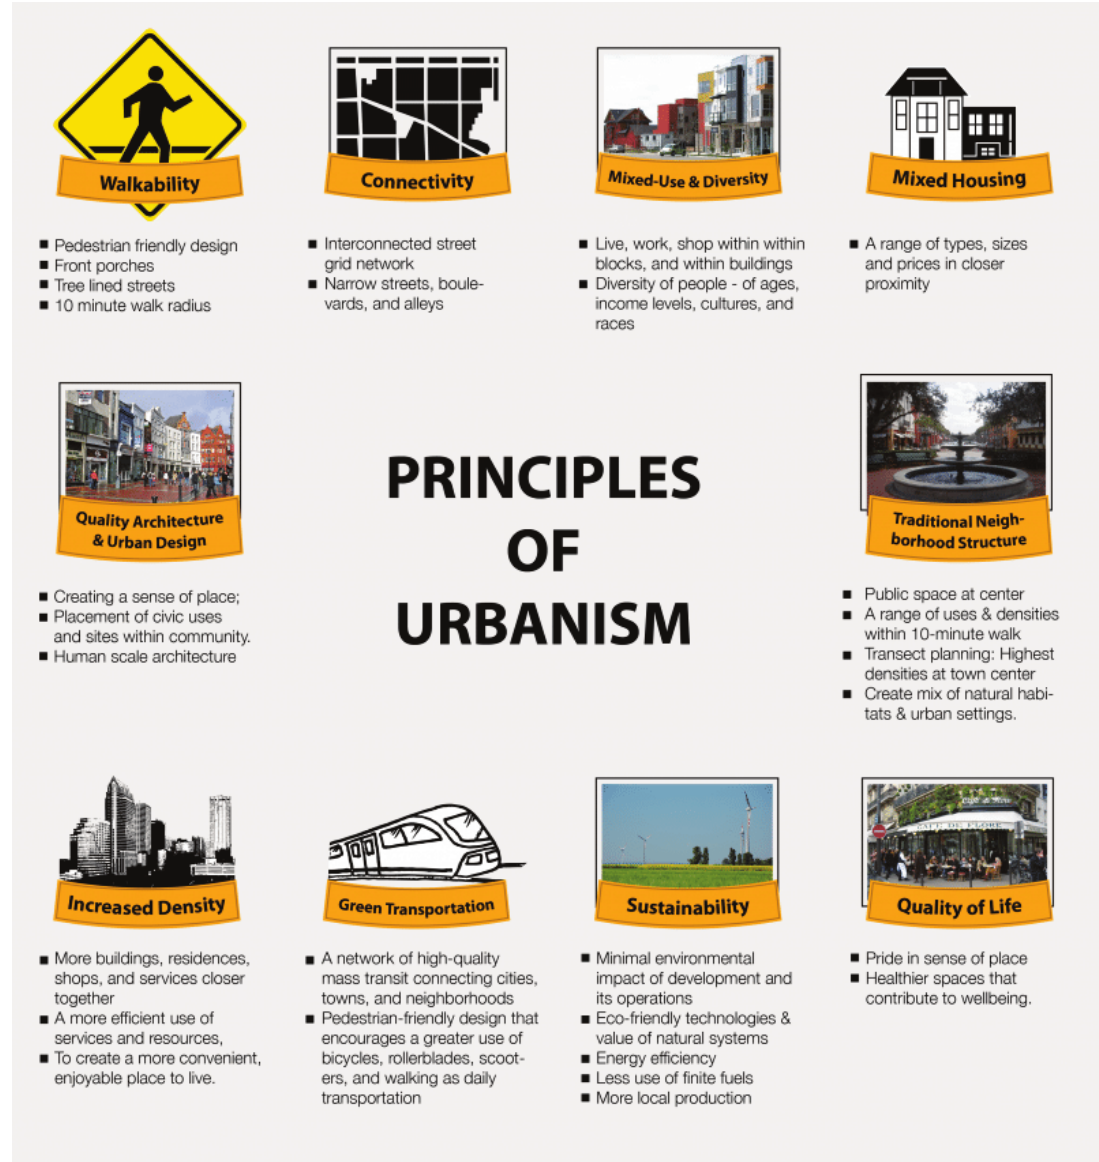 Walkability
■ Pedestrian friendly design
■ Front porches
■ Tree lined streets
■ 10 minute walk radius
Connectivity
■ Interconnected street
grid network
■ Narrow streets, boule-
vards, and alleys
Mixed-Use & Diversity
■ Live, work, shop within within
blocks, and within buildings
■ Diversity of people - of ages,
income levels, cultures, and
races
Mixed Housing
■ A range of types, sizes
and prices in closer
proximity
Quality Architecture
& Urban Design
■ Creating a sense of place;
■ Placement of civic uses
and sites within community.
■ Human scale architecture
PRINCIPLES
OF
URBANISM
Traditional Neigh-
borhood Structure
■ Public space at center
■ A range of uses & densities
within 10-minute walk
■ Transect planning: Highest
densities at town center
■ Create mix of natural habi-
tats & urban settings.
Increased Density
■ More buildings, residences,
shops, and services closer
together
■ A more efficient use of
services and resources,
■ To create a more convenient,
enjoyable place to live.
Green Transportation
■ A network of high-quality
mass transit connecting cities,
towns, and neighborhoods
■ Pedestrian-friendly design that
encourages a greater use of
bicycles, rollerblades, scoot-
ers, and walking as daily
transportation
Sustainability
■ Minimal environmental
impact of development and
its operations
■ Eco-friendly technologies &
value of natural systems
■ Energy efficiency
■ Less use of finite fuels
■ More local production
CAFE DE FLORE
Quality of Life
■ Pride in sense of place
■ Healthier spaces that
contribute to wellbeing.